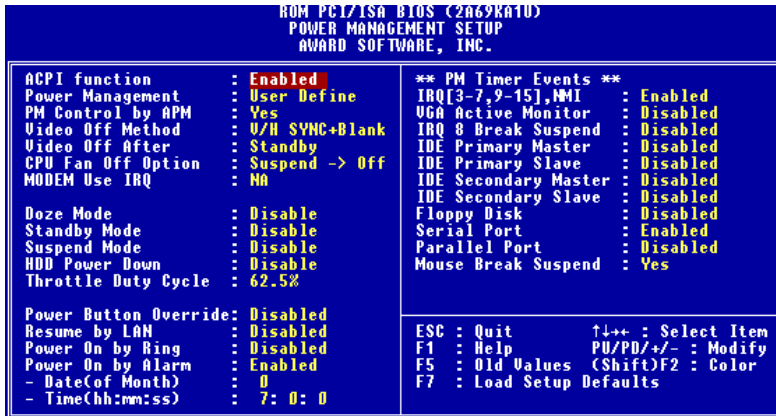 ROM PCI/ISA BIOS (2A69KA1U)
POWER MANAGEMENT SETUP
AWARD SOFTWARE, INC.
ACPI function : Enabled
Power Management : User Define
PM Control by APM : Yes
Video Off Method : V/H SYNC+Blank
Video Off After : Standby
CPU Fan Off Option : Suspend -> Off
MODEM Use IRQ : NA
Doze Mode : Disable
Standby Mode : Disable
Suspend Mode : Disable
HDD Power Down : Disable
Throttle Duty Cycle : 62.5%
Power Button Override: Disabled
Resume by LAN : Disabled
Power On by Ring : Disabled
Power On by Alarm : Enabled
- Date(of Month) : 0
- Time(hh:mm:ss) : 7: 0: 0
** PM Timer Events **
IRQ[3-7,9-15],NMI : Enabled
VGA Active Monitor : Disabled
IRQ 8 Break Suspend : Disabled
IDE Primary Master : Disabled
IDE Primary Slave : Disabled
IDE Secondary Master : Disabled
IDE Secondary Slave : Disabled
Floppy Disk : Disabled
Serial Port : Enabled
Parallel Port : Disabled
Mouse Break Suspend : Yes
ESC : Quit ↑↓→← : Select Item
F1 : Help PU/PD/+/- : Modify
F5 : Old Values (Shift)F2 : Color
F7 : Load Setup Defaults